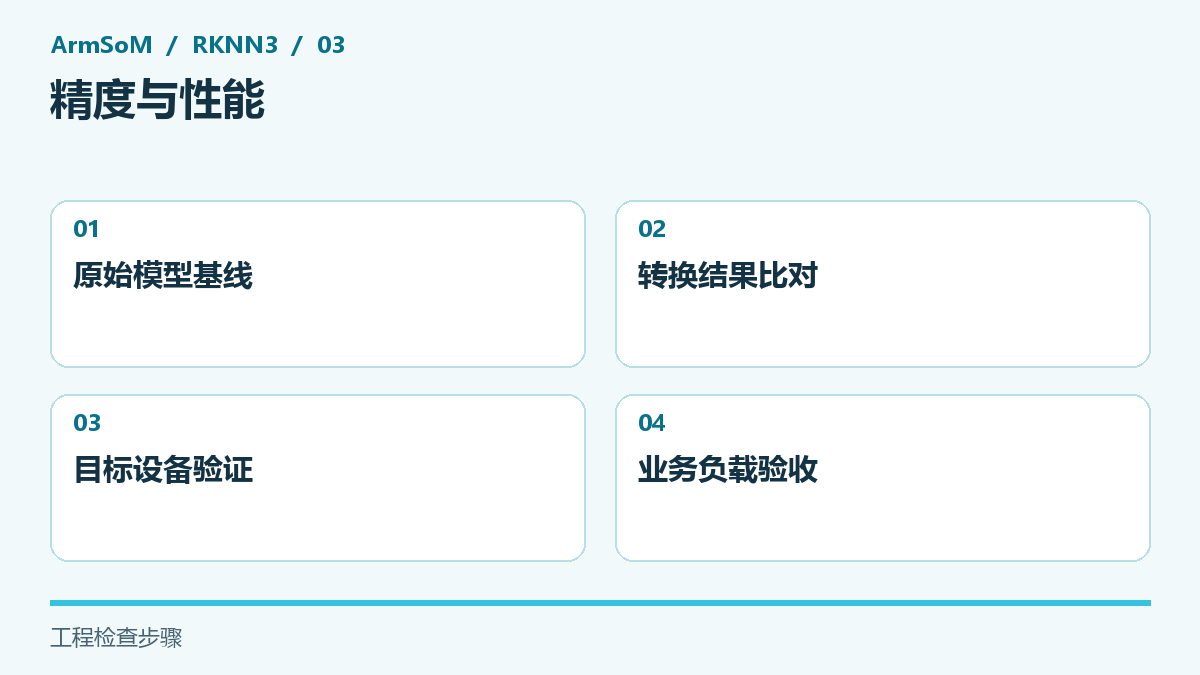 ArmSoM / RKNN3 / 03
精度与性能
01
原始模型基线
02
转换结果比对
03
目标设备验证
04
业务负载验收
工程检查步骤